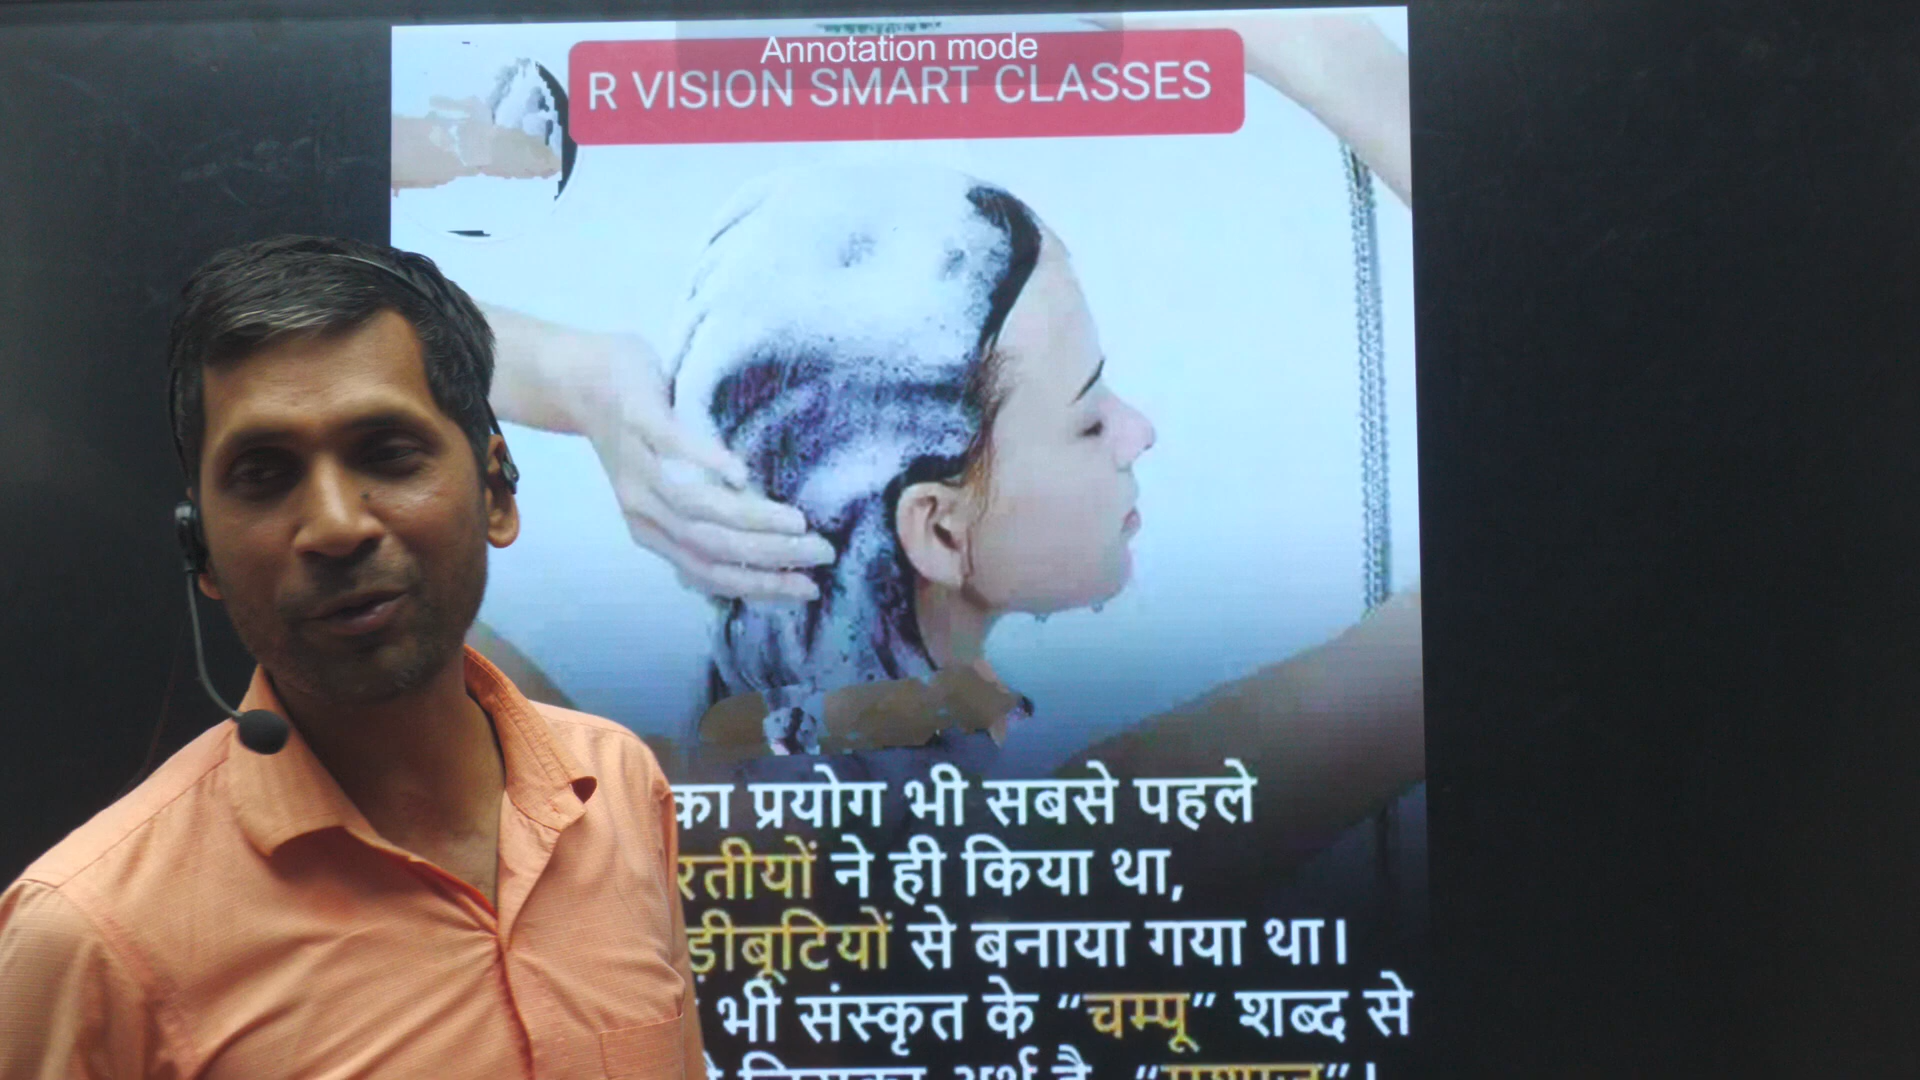 Annotation mode
R VISION SMART CLASSES
का प्रयोग भी सबसे पहले
रतीयों ने ही किया था,
ड़ीबूटियों से बनाया गया था।
भी संस्कृत के “चम्पू” शब्द से